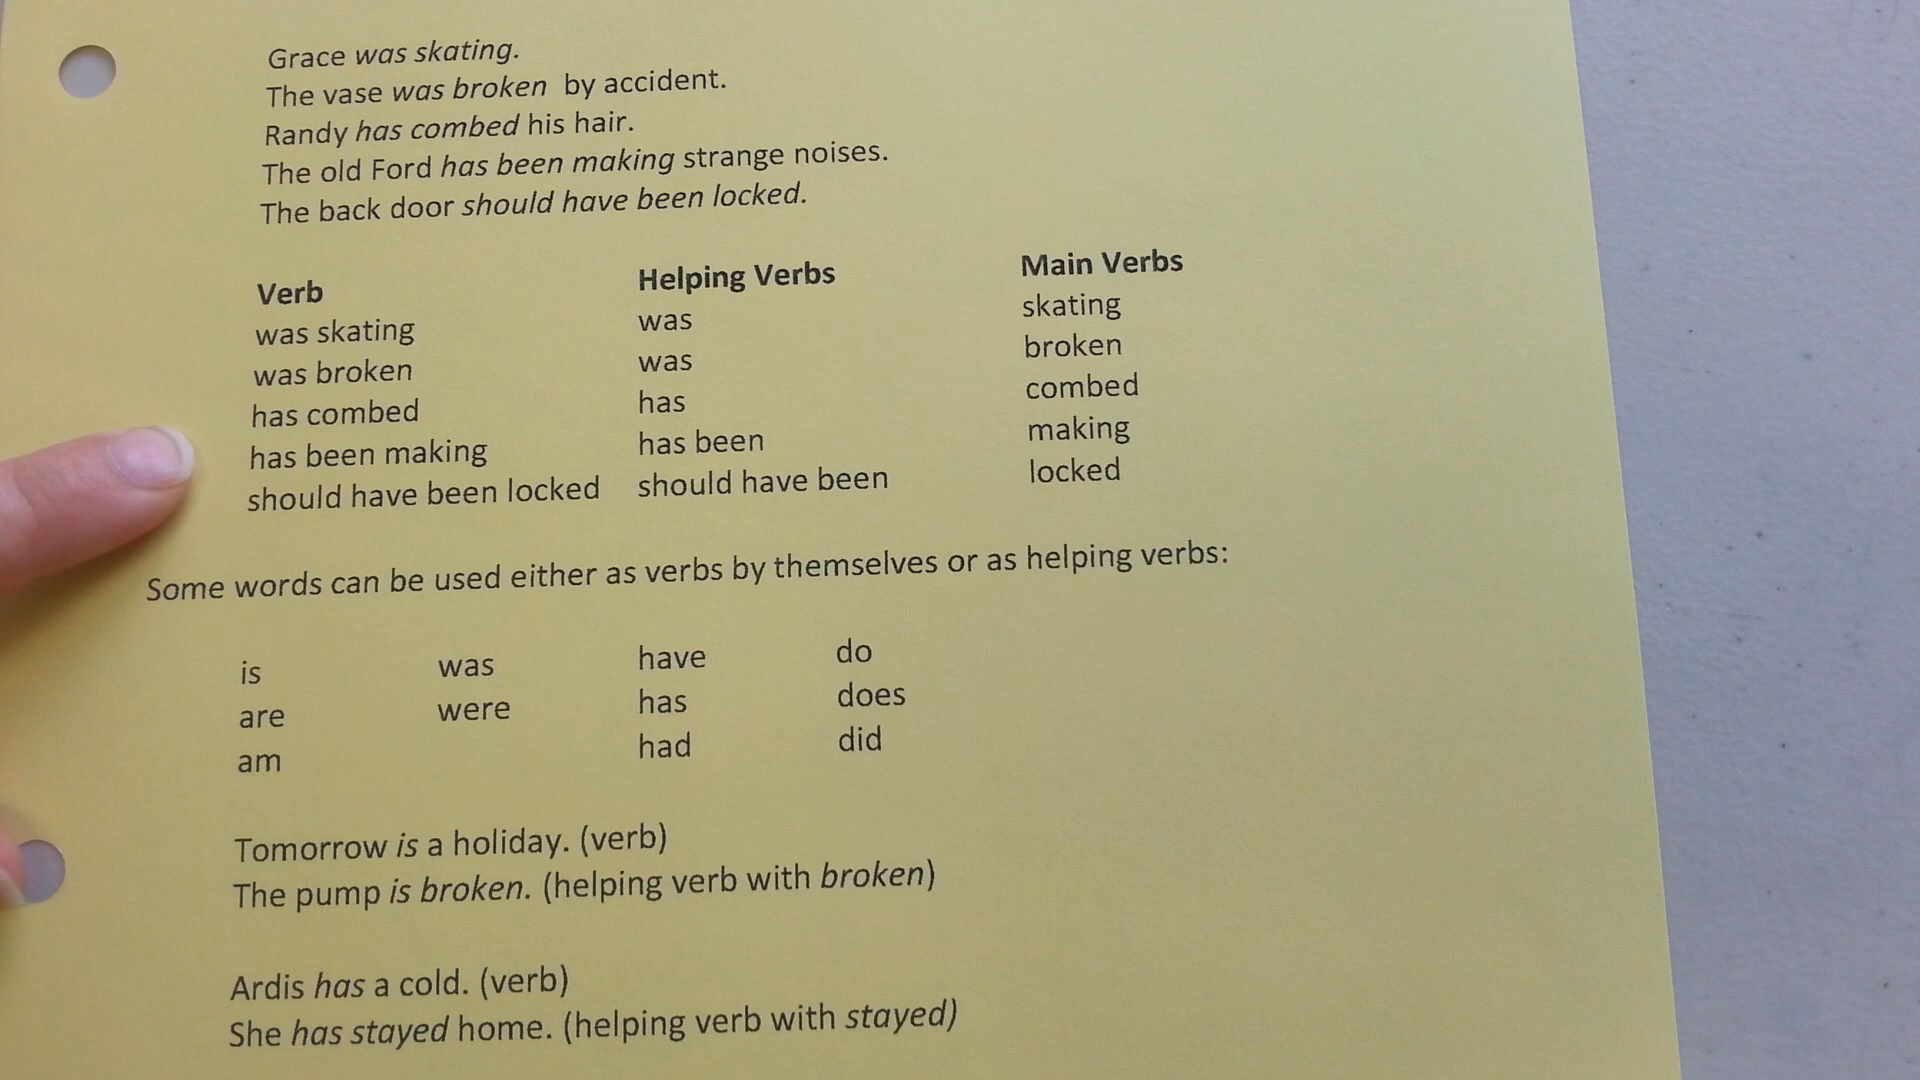 Grace was skating.
The vase was broken by accident.
Randy has combed his hair.
The old Ford has been making strange noises.
The back door should have been locked.
Verb Helping Verbs Main Verbs
was skating was skating
was broken was broken
has combed has combed
has been making has been making
should have been locked should have been locked
Some words can be used either as verbs by themselves or as helping verbs:
is was have do
are were has does
am had did
Tomorrow is a holiday. (verb)
The pump is broken. (helping verb with broken)
Ardis has a cold. (verb)
She has stayed home. (helping verb with stayed)